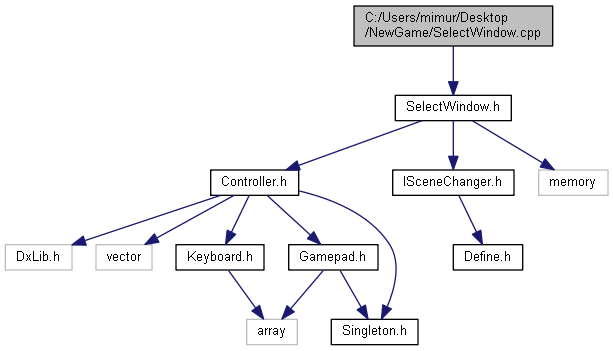 C:/Users/mimur/Desktop
/NewGame/SelectWindow.cpp
SelectWindow.h
Controller.h
ISceneChanger.h
memory
DxLib.h
vector
Keyboard.h
Gamepad.h
Define.h
array
Singleton.h